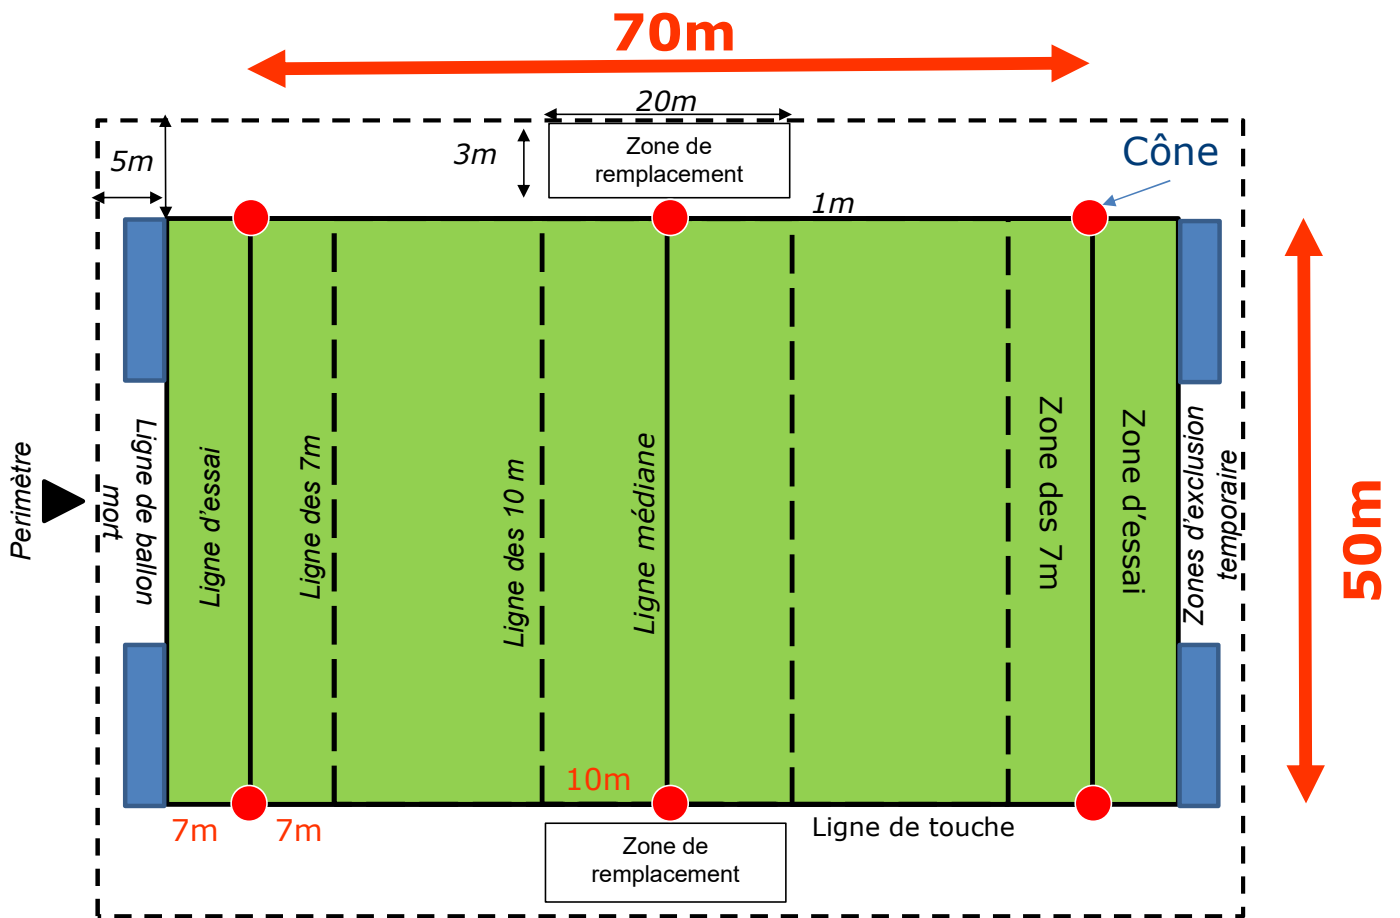 70m
20m
5m
3m
Zone de
remplacement
Cône
1m
Perimètre
Ligne de ballon
mort
Ligne d'essai
Ligne des 7m
Ligne des 10 m
Ligne médiane
Zone des 7m
Zone d'essai
Zones d'exclusion
temporaire
50m
10m
7m
7m
Ligne de touche
Zone de
remplacement